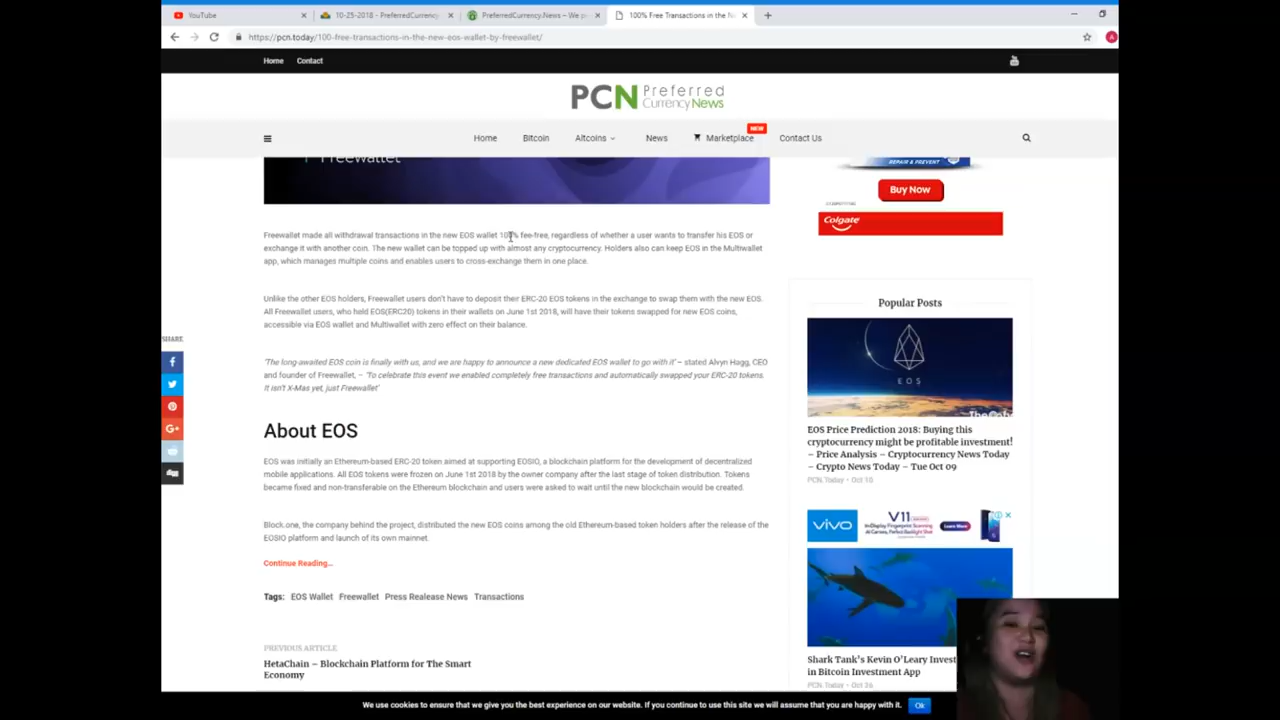 YouTube
10-25-2018 - PreferredCurrency
PreferredCurrency.News – We p
100% Free Transactions in the N
https://pcn.today/100-free-transactions-in-the-new-eos-wallet-by-freewallet/
Home Contact
PCN Preferred
CurrencyNews
NEW
Home Bitcoin Altcoins News Marketplace Contact Us
Freewallet
REPAIR & PREVENT
Buy Now
Colgate
Freewallet made all withdrawal transactions in the new EOS wallet 100% fee-free, regardless of whether a user wants to transfer his EOS or
exchange it with another coin. The new wallet can be topped up with almost any cryptocurrency. Holders also can keep EOS in the Multiwallet
app, which manages multiple coins and enables users to cross-exchange them in one place.
Unlike the other EOS holders, Freewallet users don't have to deposit their ERC-20 EOS tokens in the exchange to swap them with the new EOS.
All Freewallet users, who held EOS(ERC20) tokens in their wallets on June 1st 2018, will have their tokens swapped for new EOS coins,
accessible via EOS wallet and Multiwallet with zero effect on their balance.
SHARE
'The long-awaited EOS coin is finally with us, and we are happy to announce a new dedicated EOS wallet to go with it' – stated Alvyn Hagg, CEO
and founder of Freewallet, – 'To celebrate this event we enabled completely free transactions and automatically swapped your ERC-20 tokens.
It isn't X-Mas yet, just Freewallet'
About EOS
EOS was initially an Ethereum-based ERC-20 token aimed at supporting EOSIO, a blockchain platform for the development of decentralized
mobile applications. All EOS tokens were frozen on June 1st 2018 by the owner company after the last stage of token distribution. Tokens
became fixed and non-transferable on the Ethereum blockchain and users were asked to wait until the new blockchain would be created.
Block.one, the company behind the project, distributed the new EOS coins among the old Ethereum-based token holders after the release of the
EOSIO platform and launch of its own mainnet.
Continue Reading...
Tags: EOS Wallet Freewallet Press Realease News Transactions
PREVIOUS ARTICLE
HetaChain – Blockchain Platform for The Smart
Economy
Popular Posts
EOS
EOS Price Prediction 2018: Buying this
cryptocurrency might be profitable investment!
– Price Analysis – Cryptocurrency News Today
– Crypto News Today – Tue Oct 09
PCN.Today • Oct 10
vivo
V11
Learn More
Shark Tank's Kevin O'Leary Invest
in Bitcoin Investment App
PCN.Today • Oct 26
We use cookies to ensure that we give you the best experience on our website. If you continue to use this site we will assume that you are happy with it. Ok